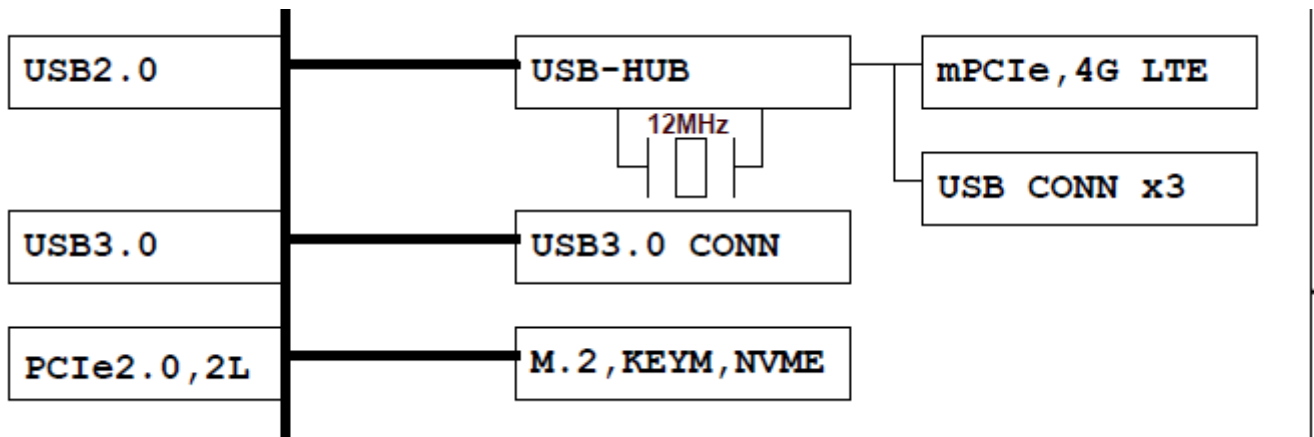 USB2.0
USB-HUB
mPCIe,4G LTE
12MHz
USB CONN x3
USB3.0
USB3.0 CONN
PCIe2.0,2L
M.2,KEYM,NVME